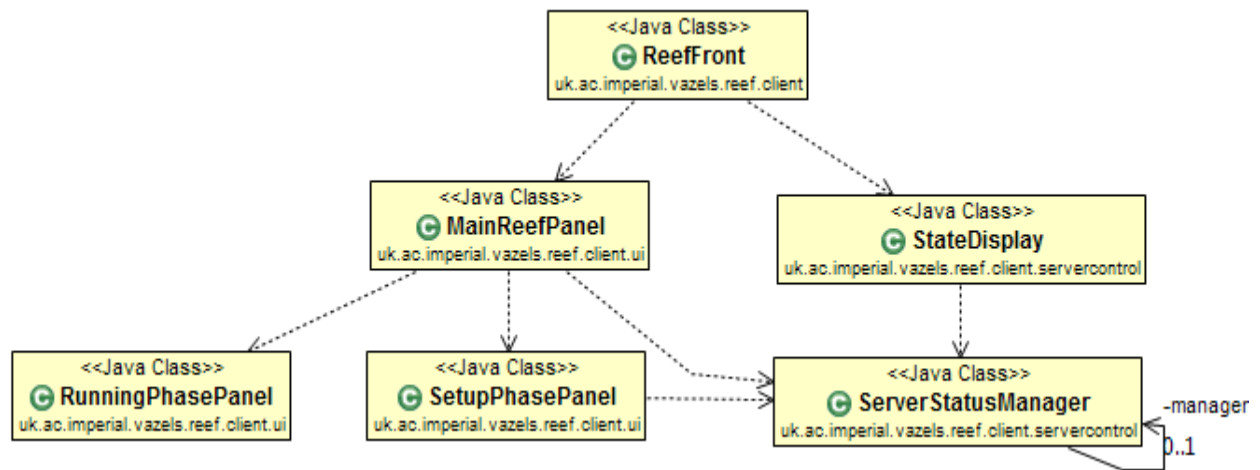 <<Java Class>>
C ReefFront
uk.ac.imperial.vazels.reef.client
<<Java Class>>
C MainReefPanel
uk.ac.imperial.vazels.reef.client.ui
<<Java Class>>
C StateDisplay
uk.ac.imperial.vazels.reef.client.servercontrol
<<Java Class>>
C RunningPhasePanel
uk.ac.imperial.vazels.reef.client.ui
<<Java Class>>
C SetupPhasePanel
uk.ac.imperial.vazels.reef.client.ui
<<Java Class>>
C ServerStatusManager
uk.ac.imperial.vazels.reef.client.servercontrol
-manager
0..1